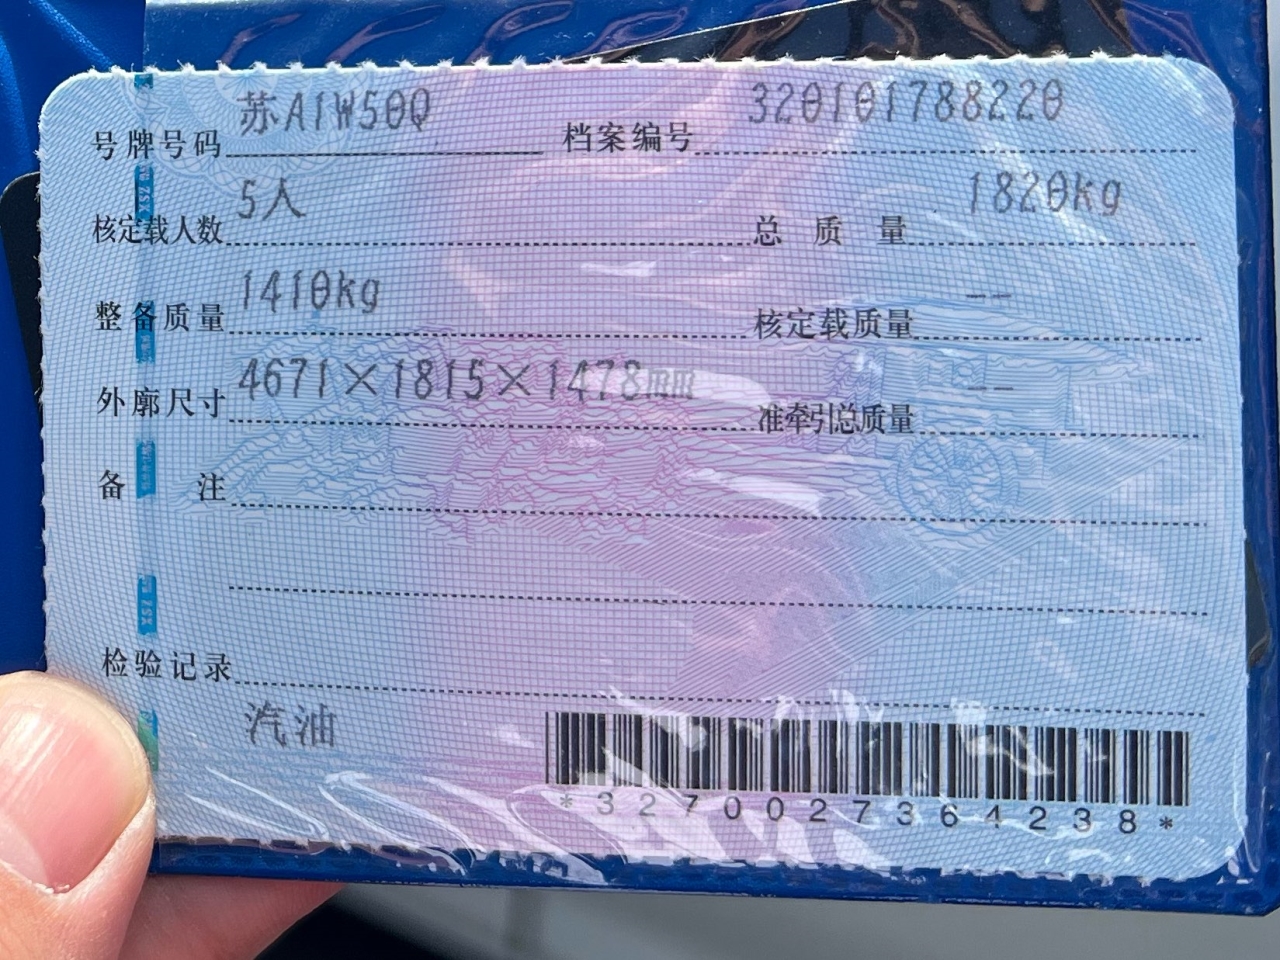 号牌号码 苏A1W50Q 档案编号 320101788220
核定载人数 5人 总质量 1820kg
整备质量 1410kg 核定载质量 --
外廓尺寸 4671×1815×1478mm 准牵引总质量 --
备注
检验记录
汽油
*3270027364238*